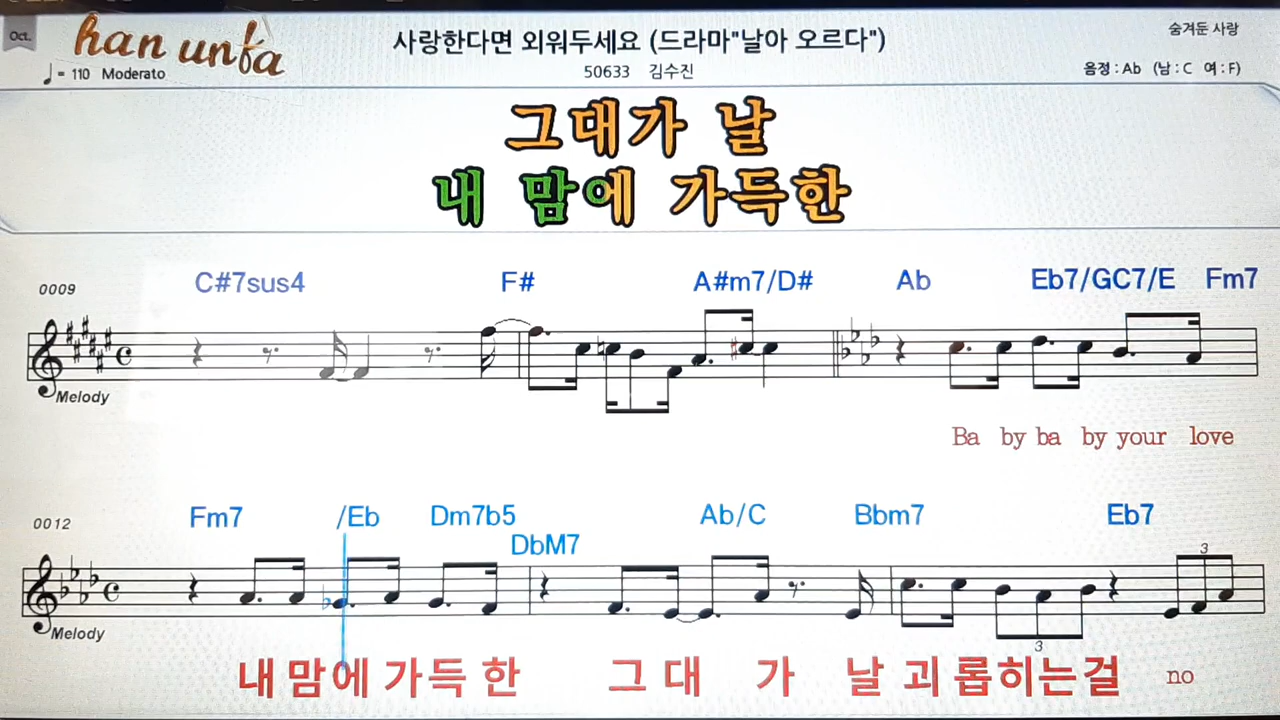 Oct.
han unfa
♩= 110 Moderato
사랑한다면 외워두세요 (드라마"날아 오르다")
50633 김수진
숨겨둔 사랑
음정 : Ab (남 : C 여 : F)
그대가 날
내 맘에 가득한
0009
C#7sus4 F# A#m7/D# Ab Eb7/GC7/E Fm7
Melody
Ba by ba by your love
0012
Fm7 /Eb Dm7b5 DbM7 Ab/C Bbm7 Eb7
3
3
Melody
내 맘에 가득 한 그 대 가 날 괴 롭히는걸 no